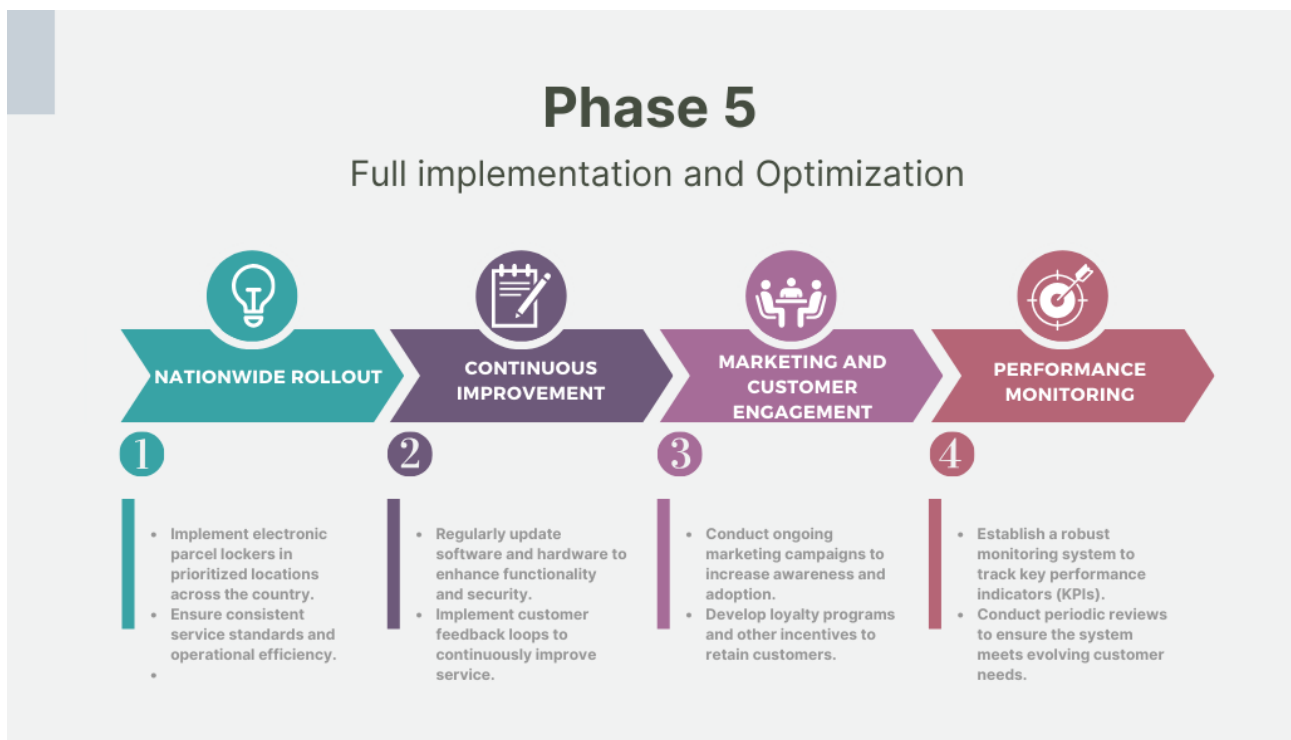 Phase 5
Full implementation and Optimization
NATIONWIDE ROLLOUT
CONTINUOUS
IMPROVEMENT
MARKETING AND
CUSTOMER
ENGAGEMENT
PERFORMANCE
MONITORING
1
• Implement electronic
parcel lockers in
prioritized locations
across the country.
• Ensure consistent
service standards and
operational efficiency.
•
2
• Regularly update
software and hardware to
enhance functionality
and security.
• Implement customer
feedback loops to
continuously improve
service.
3
• Conduct ongoing
marketing campaigns to
increase awareness and
adoption.
• Develop loyalty programs
and other incentives to
retain customers.
4
• Establish a robust
monitoring system to
track key performance
indicators (KPIs).
• Conduct periodic reviews
to ensure the system
meets evolving customer
needs.